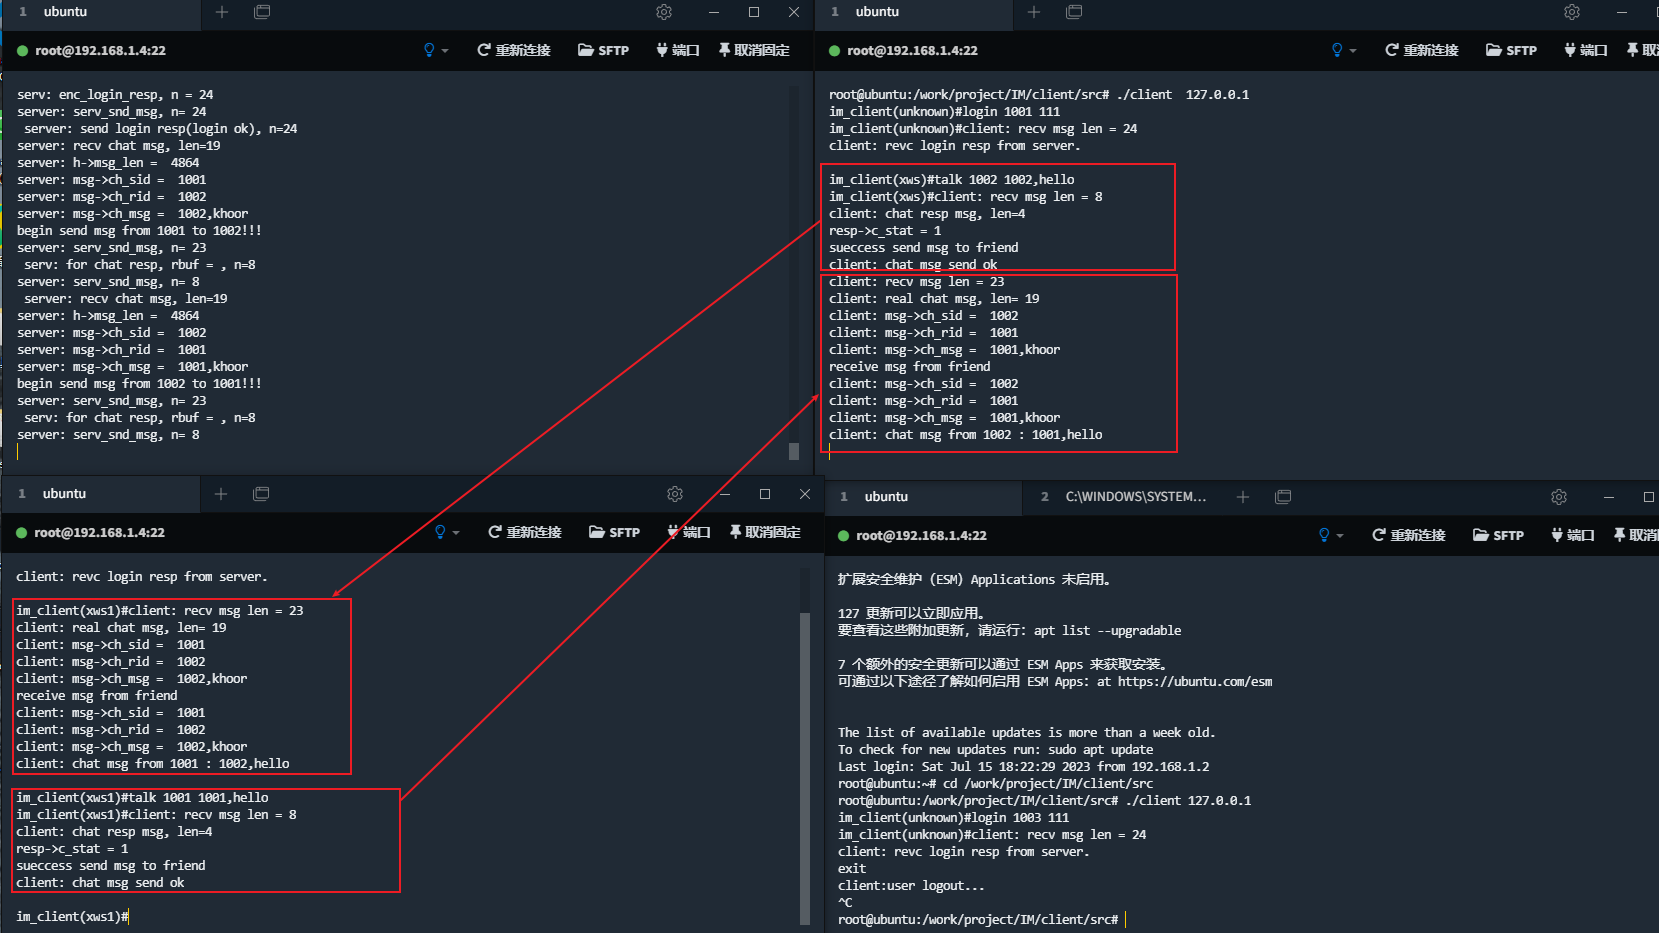 1 ubuntu
root@192.168.1.4:22 重新连接 SFTP 端口 取消固定
serv: enc_login_resp, n = 24
server: serv_snd_msg, n= 24
server: send login resp(login ok), n=24
server: recv chat msg, len=19
server: h->msg_len =  4864
server: msg->ch_sid =  1001
server: msg->ch_rid =  1002
server: msg->ch_msg =  1002,khoor
begin send msg from 1001 to 1002!!!
server: serv_snd_msg, n= 23
serv: for chat resp, rbuf = , n=8
server: serv_snd_msg, n= 8
server: recv chat msg, len=19
server: h->msg_len =  4864
server: msg->ch_sid =  1002
server: msg->ch_rid =  1001
server: msg->ch_msg =  1001,khoor
begin send msg from 1002 to 1001!!!
server: serv_snd_msg, n= 23
serv: for chat resp, rbuf = , n=8
server: serv_snd_msg, n= 8
1 ubuntu
root@192.168.1.4:22 重新连接 SFTP 端口 取
root@ubuntu:/work/project/IM/client/src# ./client  127.0.0.1
im_client(unknown)#login 1001 111
im_client(unknown)#client: recv msg len = 24
client: revc login resp from server.
im_client(xws)#talk 1002 1002,hello
im_client(xws)#client: recv msg len = 8
client: chat resp msg, len=4
resp->c_stat = 1
sueccess send msg to friend
client: chat msg send ok
client: recv msg len = 23
client: real chat msg, len= 19
client: msg->ch_sid =  1002
client: msg->ch_rid =  1001
client: msg->ch_msg =  1001,khoor
receive msg from friend
client: msg->ch_sid =  1002
client: msg->ch_rid =  1001
client: msg->ch_msg =  1001,khoor
client: chat msg from 1002 : 1001,hello
1 ubuntu
root@192.168.1.4:22 重新连接 SFTP 端口 取消固定
client: revc login resp from server.
im_client(xws1)#client: recv msg len = 23
client: real chat msg, len= 19
client: msg->ch_sid =  1001
client: msg->ch_rid =  1002
client: msg->ch_msg =  1002,khoor
receive msg from friend
client: msg->ch_sid =  1001
client: msg->ch_rid =  1002
client: msg->ch_msg =  1002,khoor
client: chat msg from 1001 : 1002,hello
im_client(xws1)#talk 1001 1001,hello
im_client(xws1)#client: recv msg len = 8
client: chat resp msg, len=4
resp->c_stat = 1
sueccess send msg to friend
client: chat msg send ok
im_client(xws1)#
1 ubuntu 2 C:\WINDOWS\SYSTEM...
root@192.168.1.4:22 重新连接 SFTP 端口 取消
扩展安全维护（ESM）Applications 未启用。
127 更新可以立即应用。
要查看这些附加更新，请运行：apt list --upgradable
7 个额外的安全更新可以通过 ESM Apps 来获取安装。
可通过以下途径了解如何启用 ESM Apps：at https://ubuntu.com/esm
The list of available updates is more than a week old.
To check for new updates run: sudo apt update
Last login: Sat Jul 15 18:22:29 2023 from 192.168.1.2
root@ubuntu:~# cd /work/project/IM/client/src
root@ubuntu:/work/project/IM/client/src# ./client 127.0.0.1
im_client(unknown)#login 1003 111
im_client(unknown)#client: recv msg len = 24
client: revc login resp from server.
exit
client:user logout...
^C
root@ubuntu:/work/project/IM/client/src#